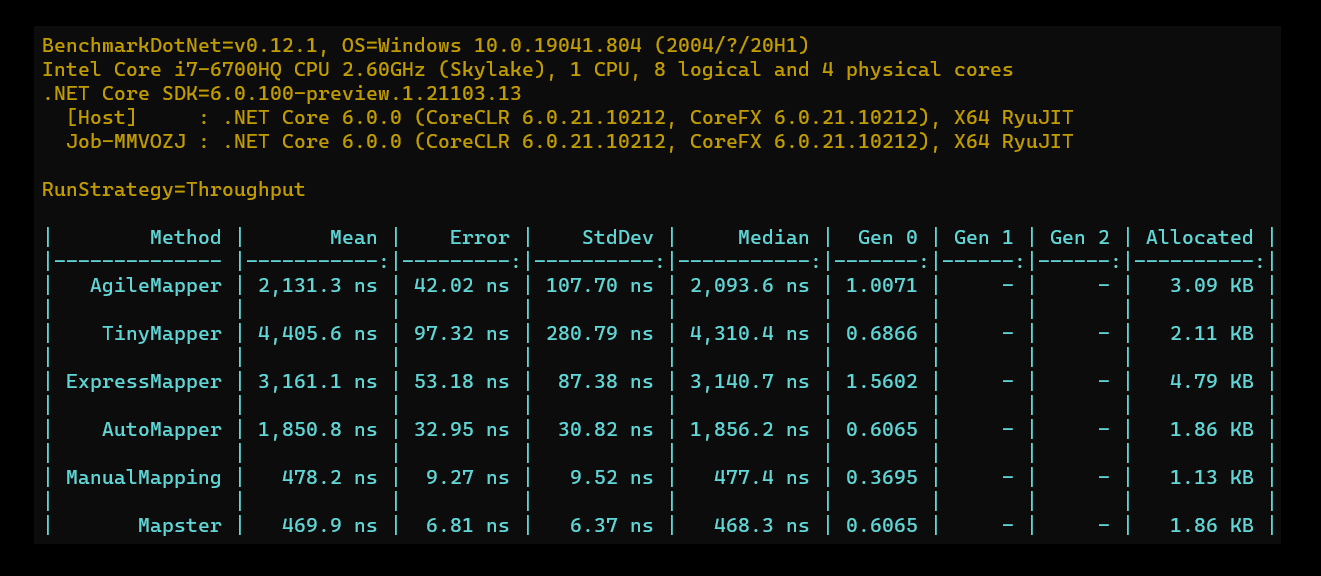 BenchmarkDotNet=v0.12.1, OS=Windows 10.0.19041.804 (2004/?/20H1)
Intel Core i7-6700HQ CPU 2.60GHz (Skylake), 1 CPU, 8 logical and 4 physical cores
.NET Core SDK=6.0.100-preview.1.21103.13
  [Host]     : .NET Core 6.0.0 (CoreCLR 6.0.21.10212, CoreFX 6.0.21.10212), X64 RyuJIT
  Job-MMVOZJ : .NET Core 6.0.0 (CoreCLR 6.0.21.10212, CoreFX 6.0.21.10212), X64 RyuJIT

RunStrategy=Throughput

|        Method |       Mean |    Error |    StdDev |     Median |  Gen 0 | Gen 1 | Gen 2 | Allocated |
|-------------- |-----------:|---------:|----------:|-----------:|-------:|------:|------:|----------:|
|   AgileMapper | 2,131.3 ns | 42.02 ns | 107.70 ns | 2,093.6 ns | 1.0071 |     - |     - |   3.09 KB |
|               |            |          |           |            |        |       |       |           |
|    TinyMapper | 4,405.6 ns | 97.32 ns | 280.79 ns | 4,310.4 ns | 0.6866 |     - |     - |   2.11 KB |
|               |            |          |           |            |        |       |       |           |
| ExpressMapper | 3,161.1 ns | 53.18 ns |  87.38 ns | 3,140.7 ns | 1.5602 |     - |     - |   4.79 KB |
|               |            |          |           |            |        |       |       |           |
|    AutoMapper | 1,850.8 ns | 32.95 ns |  30.82 ns | 1,856.2 ns | 0.6065 |     - |     - |   1.86 KB |
|               |            |          |           |            |        |       |       |           |
| ManualMapping |   478.2 ns |  9.27 ns |   9.52 ns |   477.4 ns | 0.3695 |     - |     - |   1.13 KB |
|               |            |          |           |            |        |       |       |           |
|       Mapster |   469.9 ns |  6.81 ns |   6.37 ns |   468.3 ns | 0.6065 |     - |     - |   1.86 KB |